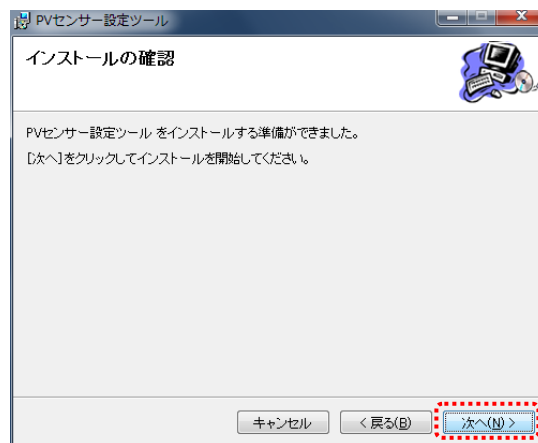 PVセンサー設定ツール
インストールの確認
PVセンサー設定ツール をインストールする準備ができました。
[次へ]をクリックしてインストールを開始してください。
キャンセル
< 戻る(B)
次へ(N) >